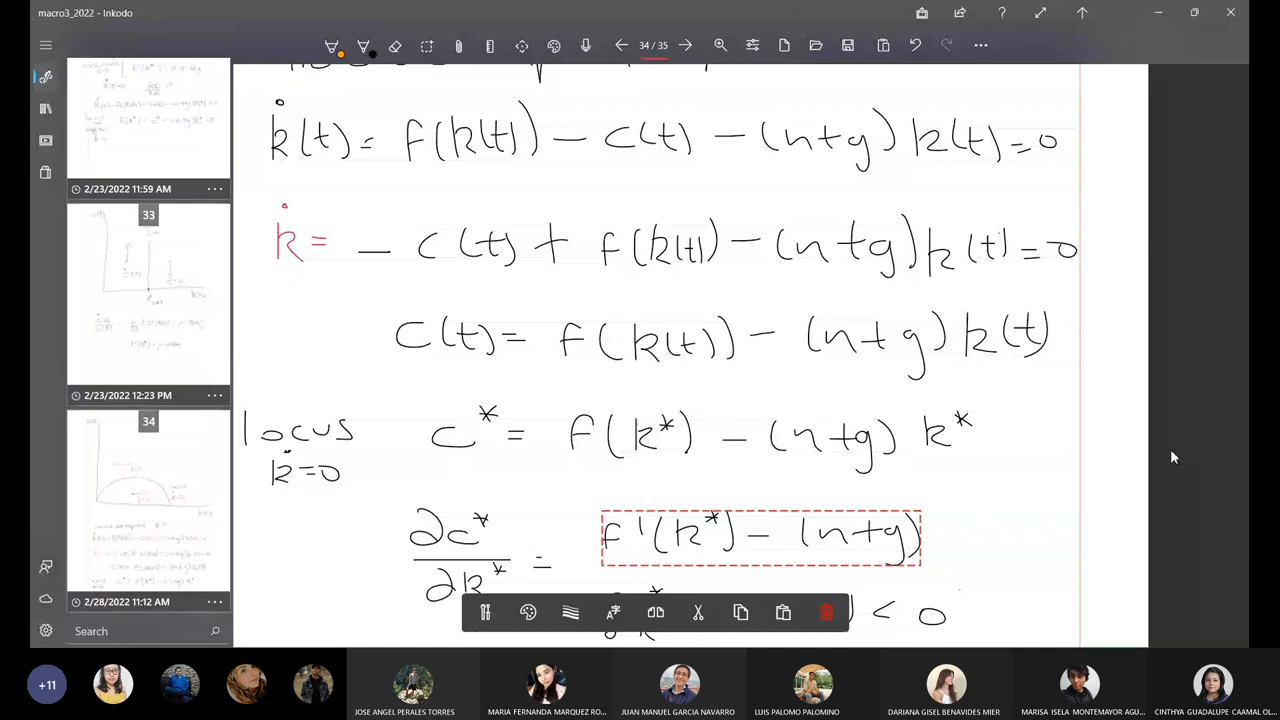 macro3_2022 - Inkodo
34 / 35
k̇(t) = f(k(t)) - c(t) - (n+g) k(t) = 0
k̇ = - c(t) + f(k(t)) - (n+g) k(t) = 0
c(t) = f(k(t)) - (n+g) k(t)
locus c* = f(k*) - (n+g) k*
k̇=0
∂c* = f'(k*) - (n+g)
∂k*
< 0
2/23/2022 11:59 AM
33
2/23/2022 12:23 PM
34
2/28/2022 11:12 AM
Search
+11
JOSE ANGEL PERALES TORRES
MARIA FERNANDA MARQUEZ RO...
JUAN MANUEL GARCIA NAVARRO
LUIS PALOMO PALOMINO
DARIANA GISEL BENAVIDES MIER
MARIA ISELA MONTEMAYOR AGU...
CINTHYA GUADALUPE CAAMAL OL...